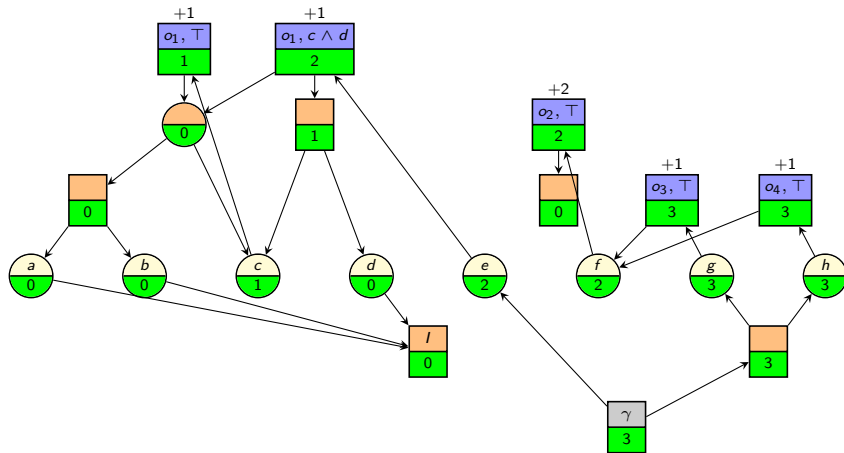 +1 +1
o₁, ⊤ o₁, c ∧ d
1 2
+2
o₂, ⊤
0 1 2
+1 +1
o₃, ⊤ o₄, ⊤
0 0 3 3
a b c d e f g h
0 0 1 0 2 2 3 3
I
0 3
γ
3